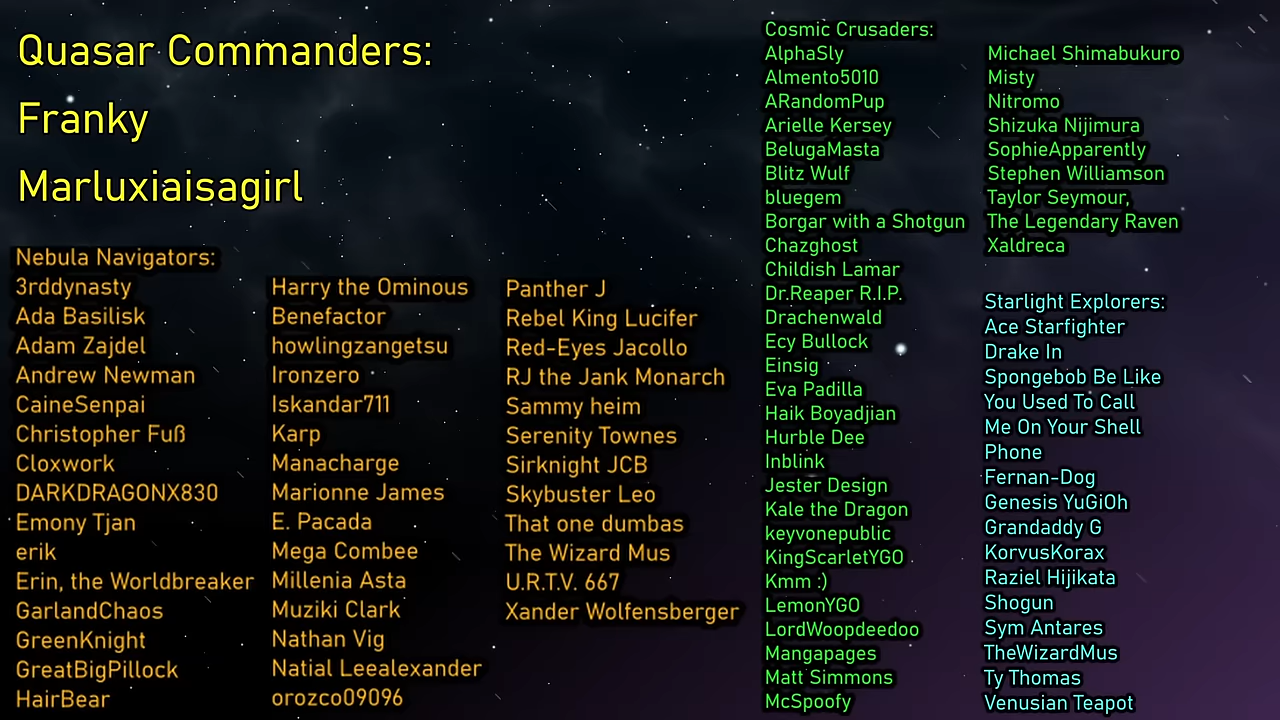 Quasar Commanders:
Franky
Marluxiaisagirl
Nebula Navigators:
3rddynasty
Ada Basilisk
Adam Zajdel
Andrew Newman
CaineSenpai
Christopher Fuß
Cloxwork
DARKDRAGONX830
Emony Tjan
erik
Erin, the Worldbreaker
GarlandChaos
GreenKnight
GreatBigPillock
HairBear
Harry the Ominous
Benefactor
howlingzangetsu
Ironzero
Iskandar711
Karp
Manacharge
Marionne James
E. Pacada
Mega Combee
Millenia Asta
Muziki Clark
Nathan Vig
Natial Leealexander
orozco09096
Panther J
Rebel King Lucifer
Red-Eyes Jacollo
RJ the Jank Monarch
Sammy heim
Serenity Townes
Sirknight JCB
Skybuster Leo
That one dumbas
The Wizard Mus
U.R.T.V. 667
Xander Wolfensberger
Cosmic Crusaders:
AlphaSly
Almento5010
ARandomPup
Arielle Kersey
BelugaMasta
Blitz Wulf
bluegem
Borgar with a Shotgun
Chazghost
Childish Lamar
Dr.Reaper R.I.P.
Drachenwald
Ecy Bullock
Einsig
Eva Padilla
Haik Boyadjian
Hurble Dee
Inblink
Jester Design
Kale the Dragon
keyvonepublic
KingScarletYGO
Kmm :)
LemonYGO
LordWoopdeedoo
Mangapages
Matt Simmons
McSpoofy
Michael Shimabukuro
Misty
Nitromo
Shizuka Nijimura
SophieApparently
Stephen Williamson
Taylor Seymour,
The Legendary Raven
Xaldreca
Starlight Explorers:
Ace Starfighter
Drake In
Spongebob Be Like
You Used To Call
Me On Your Shell
Phone
Fernan-Dog
Genesis YuGiOh
Grandaddy G
KorvusKorax
Raziel Hijikata
Shogun
Sym Antares
TheWizardMus
Ty Thomas
Venusian Teapot